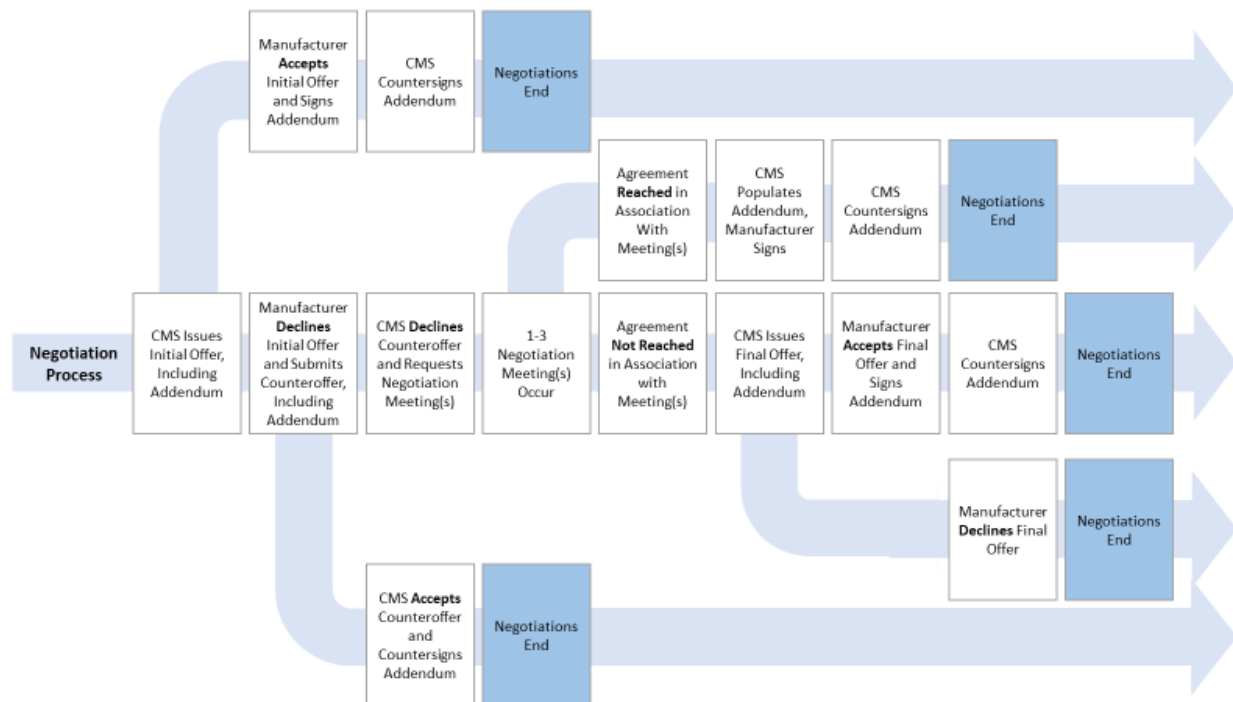 Manufacturer
Accepts
Initial Offer
and Signs
Addendum
CMS
Countersigns
Addendum
Negotiations
End
Agreement
Reached in
Association
With
Meeting(s)
CMS
Populates
Addendum,
Manufacturer
Signs
CMS
Countersigns
Addendum
Negotiations
End
Negotiation
Process
CMS Issues
Initial Offer,
Including
Addendum
Manufacturer
Declines
Initial Offer
and Submits
Counteroffer,
Including
Addendum
CMS Declines
Counteroffer
and Requests
Negotiation
Meeting(s)
1-3
Negotiation
Meeting(s)
Occur
Agreement
Not Reached
in Association
with
Meeting(s)
CMS Issues
Final Offer,
Including
Addendum
Manufacturer
Accepts Final
Offer and
Signs
Addendum
CMS
Countersigns
Addendum
Negotiations
End
Manufacturer
Declines Final
Offer
Negotiations
End
CMS Accepts
Counteroffer
and
Countersigns
Addendum
Negotiations
End